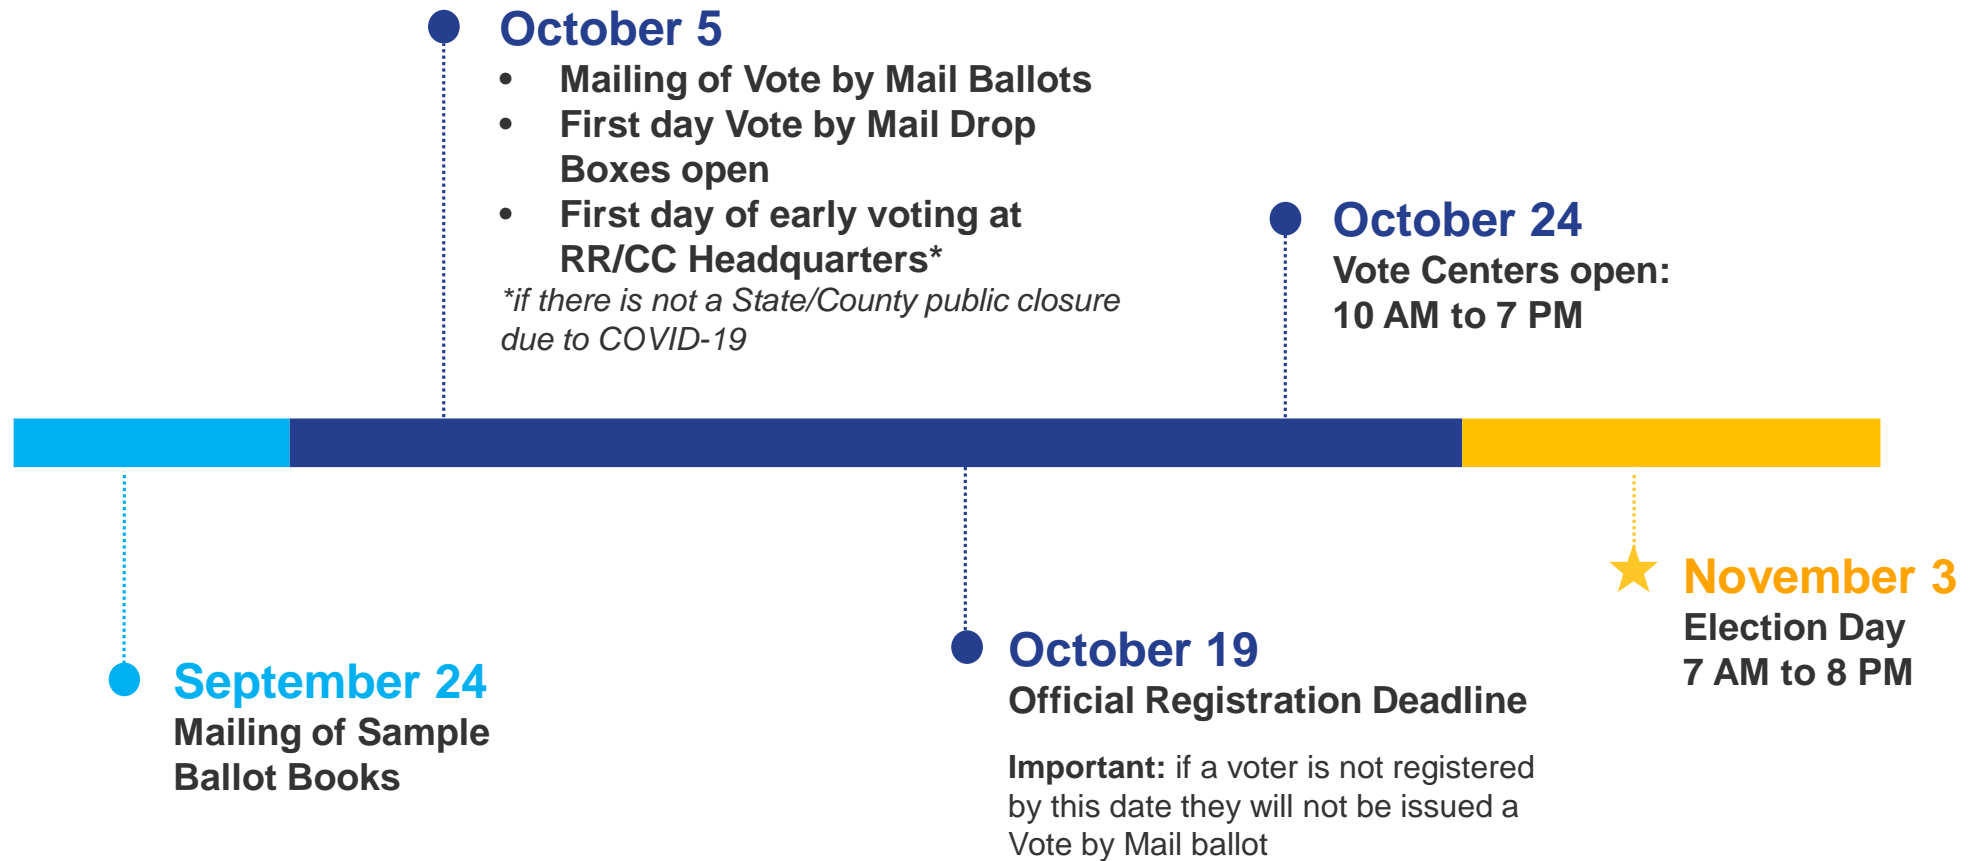 October 5
• Mailing of Vote by Mail Ballots
• First day Vote by Mail Drop
Boxes open
• First day of early voting at
RR/CC Headquarters*
*if there is not a State/County public closure
due to COVID-19
October 24
Vote Centers open:
10 AM to 7 PM
September 24
Mailing of Sample
Ballot Books
October 19
Official Registration Deadline
Important: if a voter is not registered
by this date they will not be issued a
Vote by Mail ballot
November 3
Election Day
7 AM to 8 PM